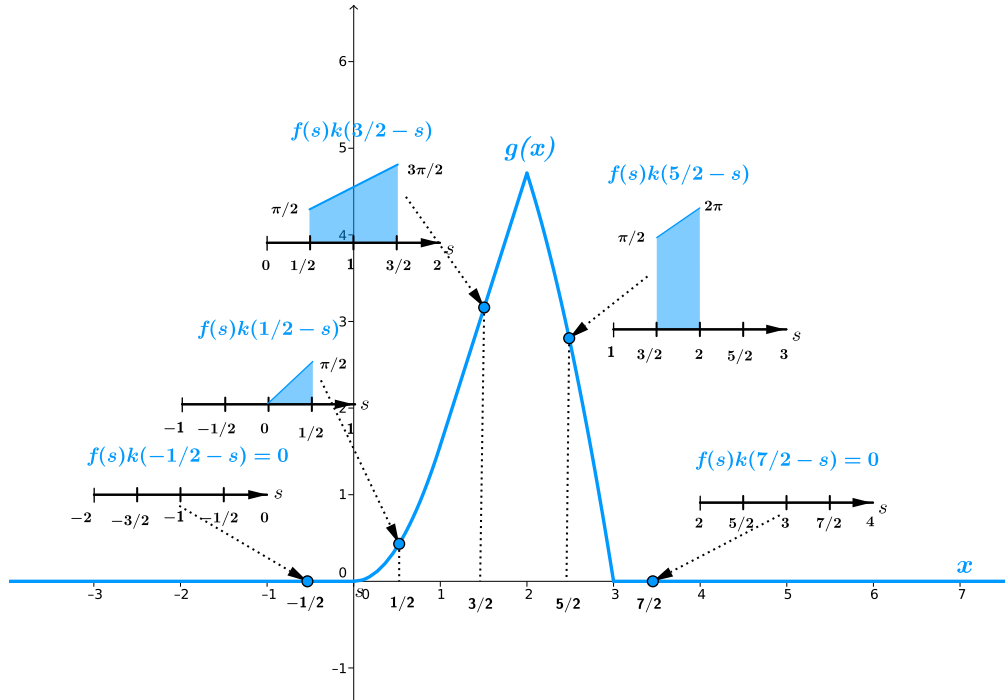 6
f(s)k(3/2 − s)
5
g(x)
3π/2
f(s)k(5/2 − s)
π/2
2π
4
s
π/2
0 1/2 1 3/2 2
3
f(s)k(1/2 − s)
s
1 3/2 2 5/2 3
π/2
2
s
−1 −1/2 0 1/2 1
f(s)k(−1/2 − s) = 0
f(s)k(7/2 − s) = 0
1
s
−2 −3/2 −1 −1/2 0
s
2 5/2 3 7/2 4
0
x
−3 −2 −1 0 1 2 3 4 5 6 7
s
−1/2 1/2 3/2 5/2 7/2
−1